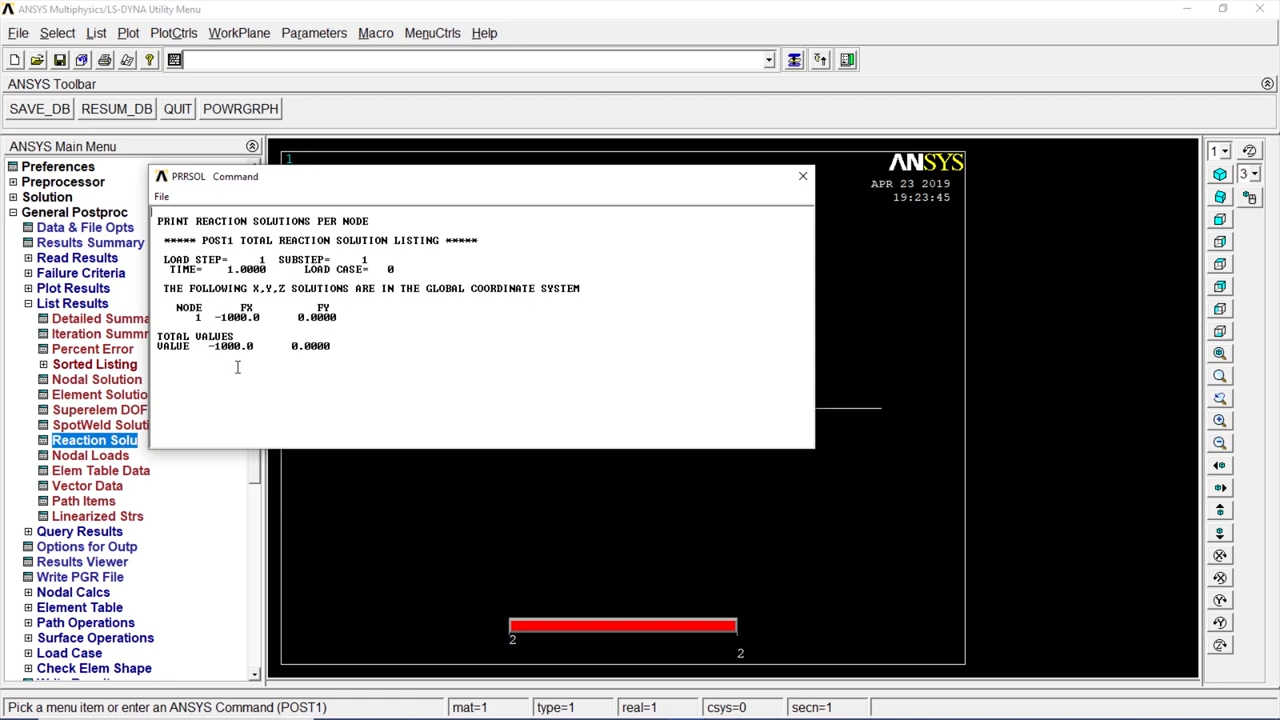 ANSYS Multiphysics/LS-DYNA Utility Menu
File Select List Plot PlotCtrls WorkPlane Parameters Macro MenuCtrls Help
ANSYS Toolbar
SAVE_DB RESUM_DB QUIT POWRGRPH
ANSYS Main Menu
Preferences
Preprocessor
Solution
General Postproc
Data & File Opts
Results Summary
Read Results
Failure Criteria
Plot Results
List Results
Detailed Summa
Iteration Summr
Percent Error
Sorted Listing
Nodal Solution
Element Solutio
Superelem DOF
SpotWeld Soluti
Reaction Solu
Nodal Loads
Elem Table Data
Vector Data
Path Items
Linearized Strs
Query Results
Options for Outp
Results Viewer
Write PGR File
Nodal Calcs
Element Table
Path Operations
Surface Operations
Load Case
Check Elem Shape
PRRSOL Command
File
PRINT REACTION SOLUTIONS PER NODE
***** POST1 TOTAL REACTION SOLUTION LISTING *****
LOAD STEP= 1 SUBSTEP= 1
TIME= 1.0000 LOAD CASE= 0
THE FOLLOWING X,Y,Z SOLUTIONS ARE IN THE GLOBAL COORDINATE SYSTEM
NODE FX FY
1 -1000.0 0.0000
TOTAL VALUES
VALUE -1000.0 0.0000
1
ANSYS
APR 23 2019
19:23:45
2
2
1
3
Pick a menu item or enter an ANSYS Command (POST1) mat=1 type=1 real=1 csys=0 secn=1